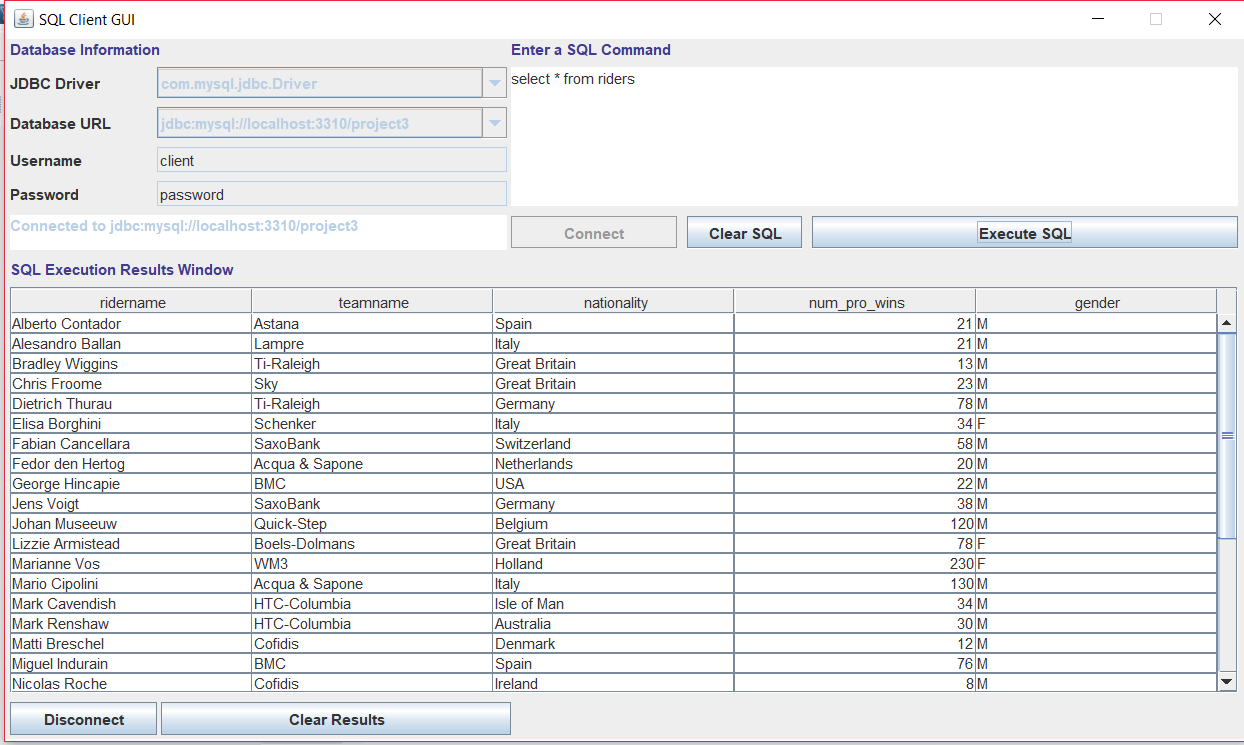 SQL Client GUI
Database Information
Enter a SQL Command
JDBC Driver
com.mysql.jdbc.Driver
select * from riders
Database URL
jdbc:mysql://localhost:3310/project3
Username
client
Password
password
Connected to jdbc:mysql://localhost:3310/project3
Connect
Clear SQL
Execute SQL
SQL Execution Results Window
ridername teamname nationality num_pro_wins gender
Alberto Contador Astana Spain 21 M
Alesandro Ballan Lampre Italy 21 M
Bradley Wiggins Ti-Raleigh Great Britain 13 M
Chris Froome Sky Great Britain 23 M
Dietrich Thurau Ti-Raleigh Germany 78 M
Elisa Borghini Schenker Italy 34 F
Fabian Cancellara SaxoBank Switzerland 58 M
Fedor den Hertog Acqua & Sapone Netherlands 20 M
George Hincapie BMC USA 22 M
Jens Voigt SaxoBank Germany 38 M
Johan Museeuw Quick-Step Belgium 120 M
Lizzie Armistead Boels-Dolmans Great Britain 78 F
Marianne Vos WM3 Holland 230 F
Mario Cipolini Acqua & Sapone Italy 130 M
Mark Cavendish HTC-Columbia Isle of Man 34 M
Mark Renshaw HTC-Columbia Australia 30 M
Matti Breschel Cofidis Denmark 12 M
Miguel Indurain BMC Spain 76 M
Nicolas Roche Cofidis Ireland 8 M
Disconnect
Clear Results